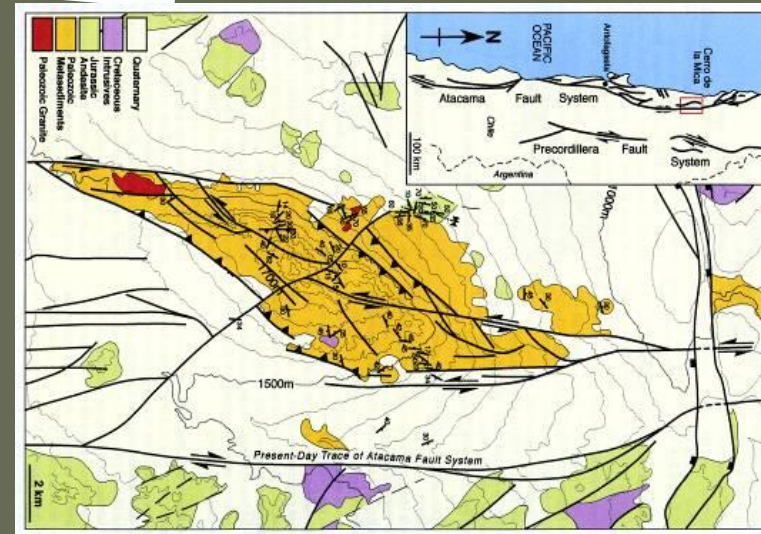 Quaternary
Cretaceous
Intrusives
Jurassic
Andesite
Paleozoic
Metasediments
Paleozoic Granite
N
PACIFIC
OCEAN
Antofagasta
Cerro de
la Mica
Atacama Fault System
Chile
Precordillera Fault
System
Argentina
100 km
1000m
1700m
1500m
Present-Day Trace of Atacama Fault System
2 km